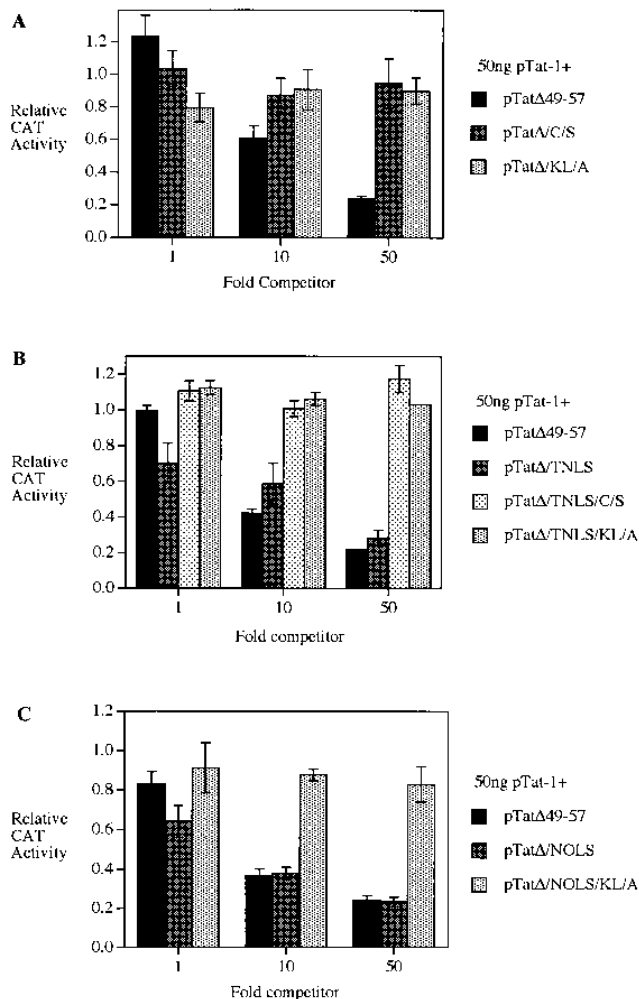 A
1.2
1.0
0.8
0.6
0.4
0.2
0.0
Relative
CAT
Activity
1
10
50
Fold Competitor
50ng pTat-1+
pTatΔ49-57
pTatΔ/C/S
pTatΔ/KL/A
B
1.2
1.0
0.8
0.6
0.4
0.2
0.0
Relative
CAT
Activity
1
10
50
Fold competitor
50ng pTat-1+
pTatΔ49-57
pTatΔ/TNLS
pTatΔ/TNLS/C/S
pTatΔ/TNLS/KL/A
C
1.2
1.0
0.8
0.6
0.4
0.2
0.0
Relative
CAT
Activity
1
10
50
Fold competitor
50ng pTat-1+
pTatΔ49-57
pTatΔ/NOLS
pTatΔ/NOLS/KL/A